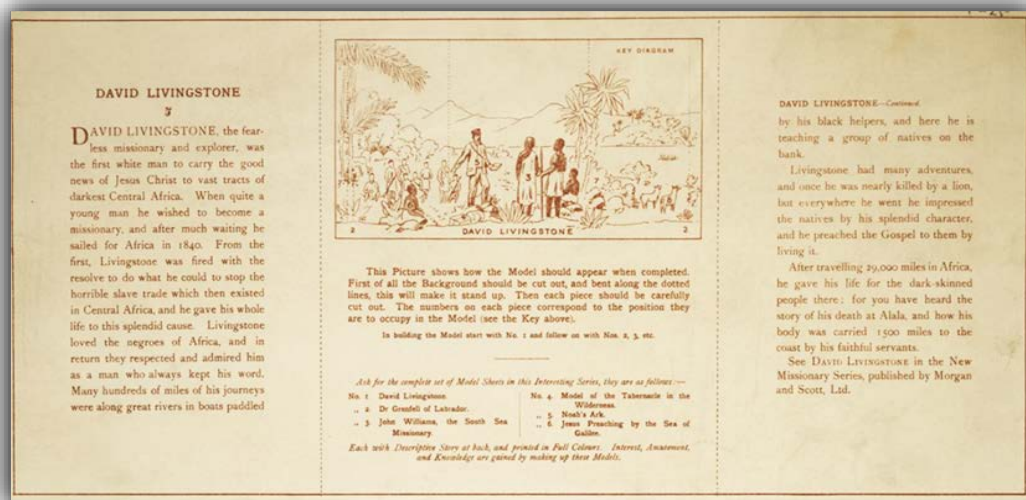 DAVID LIVINGSTONE
DAVID LIVINGSTONE, the fear-
less missionary and explorer, was
the first white man to carry the good
news of Jesus Christ to vast tracts of
darkest Central Africa. When quite a
young man he wished to become a
missionary, and after much waiting he
sailed for Africa in 1840. From the
first, Livingstone was fired with the
resolve to do what he could to stop the
horrible slave trade which then existed
in Central Africa, and he gave his whole
life to this splendid cause. Livingstone
loved the negroes of Africa, and in
return they respected and admired him
as a man who always kept his word.
Many hundreds of miles of his journeys
were along great rivers in boats paddled
KEY DIAGRAM
3
2 DAVID LIVINGSTONE 2
This Picture shows how the Model should appear when completed.
First of all the Background should be cut out, and bent along the dotted
lines, this will make it stand up. Then each piece should be carefully
cut out. The numbers on each piece correspond to the position they
are to occupy in the Model (see the Key above).
In building the Model start with No. 1 and follow on with Nos. 2, 3, etc.
Ask for the complete set of Model Sheets in this Interesting Series, they are as follows:—
No. 1 David Livingstone.
„ 2. Dr Grenfell of Labrador.
„ 3. John Williams, the South Sea
Missionary.
No. 4. Model of the Tabernacle in the
Wilderness.
„ 5. Noah's Ark.
„ 6. Jesus Preaching by the Sea of
Galilee.
Each with Descriptive Story at back, and printed in Full Colours. Interest, Amusement,
and Knowledge are gained by making up these Models.
DAVID LIVINGSTONE—Continued.
by his black helpers, and here he is
teaching a group of natives on the
bank.
Livingstone had many adventures,
and once he was nearly killed by a lion,
but everywhere he went he impressed
the natives by his splendid character,
and he preached the Gospel to them by
living it.
After travelling 29,000 miles in Africa,
he gave his life for the dark-skinned
people there; for you have heard the
story of his death at Alala, and how his
body was carried 1500 miles to the
coast by his faithful servants.
See DAVID LIVINGSTONE in the New
Missionary Series, published by Morgan
and Scott, Ltd.